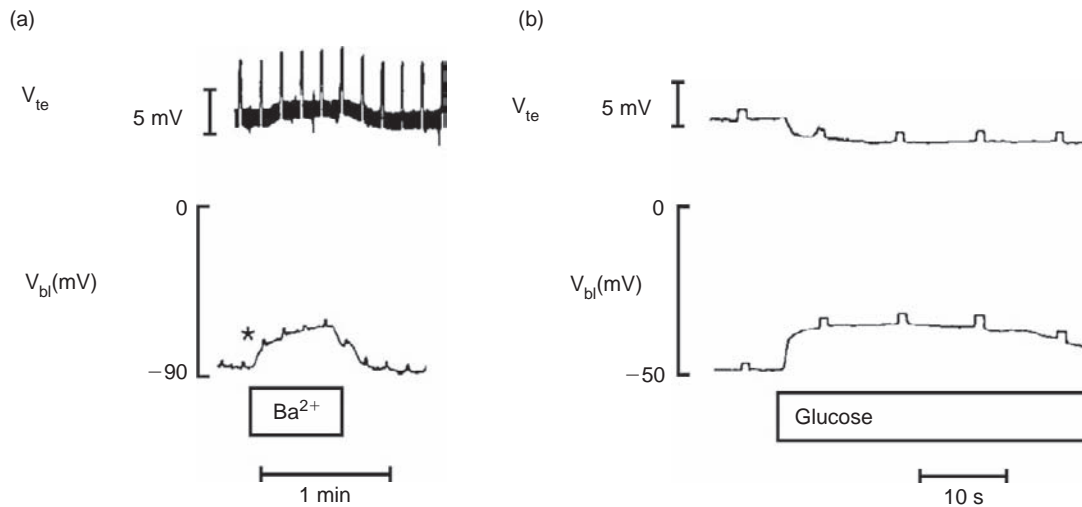 (a)
V_te
5 mV
0
V_bl(mV)
*
−90
Ba²⁺
1 min
(b)
V_te
5 mV
0
V_bl(mV)
−50
Glucose
10 s